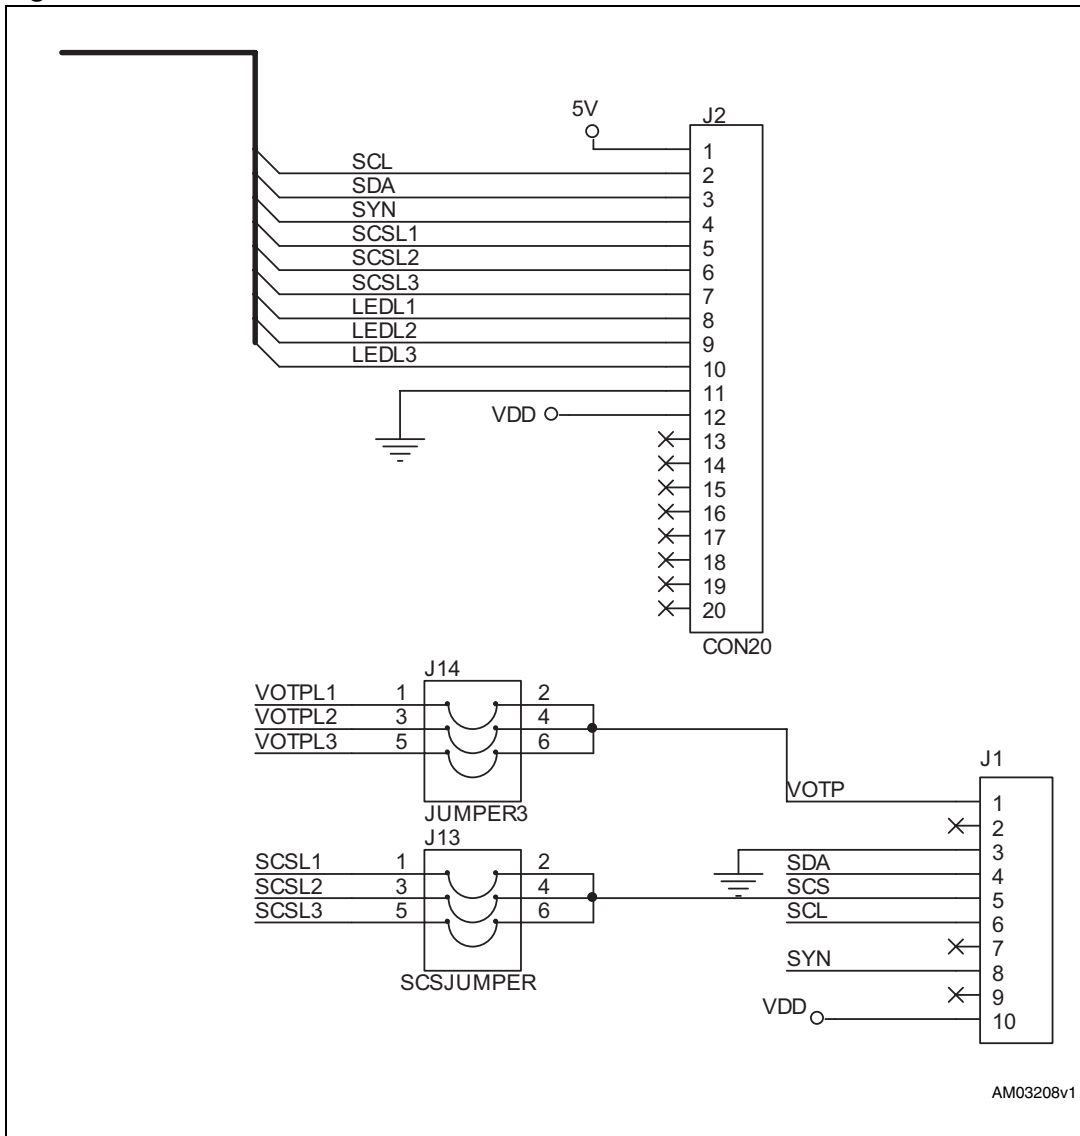 5V
J2
1
SCL
2
SDA
3
SYN
4
SCSL1
5
SCSL2
6
SCSL3
7
LEDL1
8
LEDL2
9
LEDL3
10
11
VDD
12
13
14
15
16
17
18
19
20
CON20
J14
VOTPL1 1 2
VOTPL2 3 4
VOTPL3 5 6
JUMPER3
J13
SCSL1 1 2
SCSL2 3 4
SCSL3 5 6
SCSJUMPER
J1
VOTP
1
2
3
SDA
4
SCS
5
SCL
6
7
SYN
8
9
VDD
10
AM03208v1